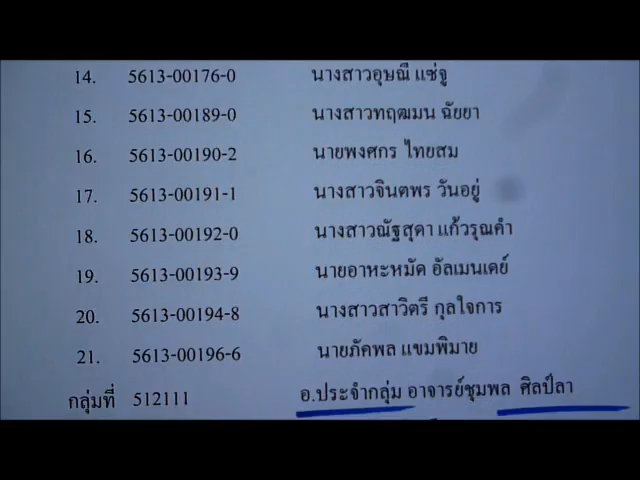 14. 5613-00176-0 นางสาวอุษณี แซ่จู
15. 5613-00189-0 นางสาวทฤฒมน ฉัยยา
16. 5613-00190-2 นายพงศกร ไทยสม
17. 5613-00191-1 นางสาวจินตพร วันอยู่
18. 5613-00192-0 นางสาวณัฐสุดา แก้วรุณคำ
19. 5613-00193-9 นายอาหะหมัด อัลเมนเดย์
20. 5613-00194-8 นางสาวสาวิตรี กุลใจการ
21. 5613-00196-6 นายภัคพล แขมพิมาย
กลุ่มที่ 512111 อ.ประจำกลุ่ม อาจารย์ชุมพล ศิลป์ลา